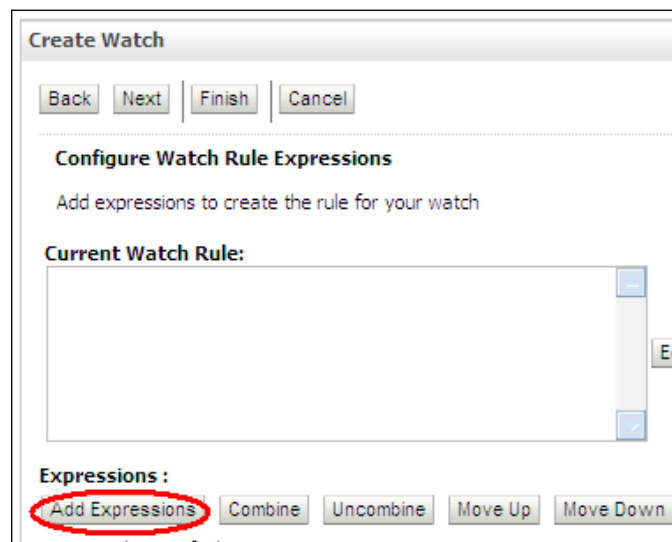 Create Watch
Back Next Finish Cancel
Configure Watch Rule Expressions
Add expressions to create the rule for your watch
Current Watch Rule:
Expressions :
Add Expressions Combine Uncombine Move Up Move Down